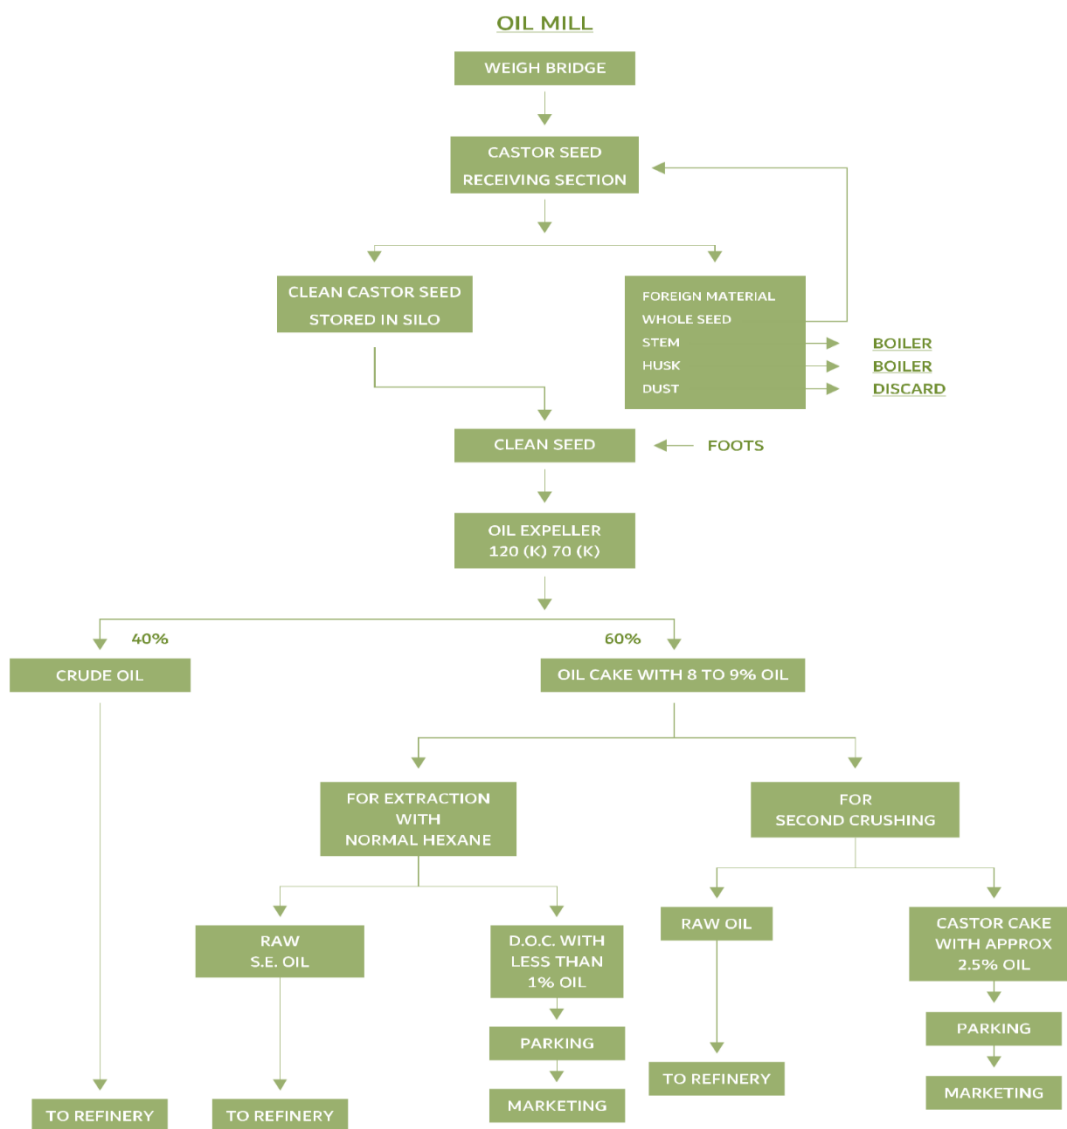 OIL MILL
WEIGH BRIDGE
CASTOR SEED
RECEIVING SECTION
CLEAN CASTOR SEED
STORED IN SILO
FOREIGN MATERIAL
WHOLE SEED
STEM
BOILER
HUSK
BOILER
DUST
DISCARD
CLEAN SEED
FOOTS
OIL EXPELLER
120 (K) 70 (K)
40%
60%
CRUDE OIL
OIL CAKE WITH 8 TO 9% OIL
FOR EXTRACTION
WITH
NORMAL HEXANE
FOR
SECOND CRUSHING
RAW
S.E. OIL
D.O.C. WITH
LESS THAN
1% OIL
RAW OIL
CASTOR CAKE
WITH APPROX
2.5% OIL
PARKING
PARKING
TO REFINERY
MARKETING
MARKETING
TO REFINERY
TO REFINERY